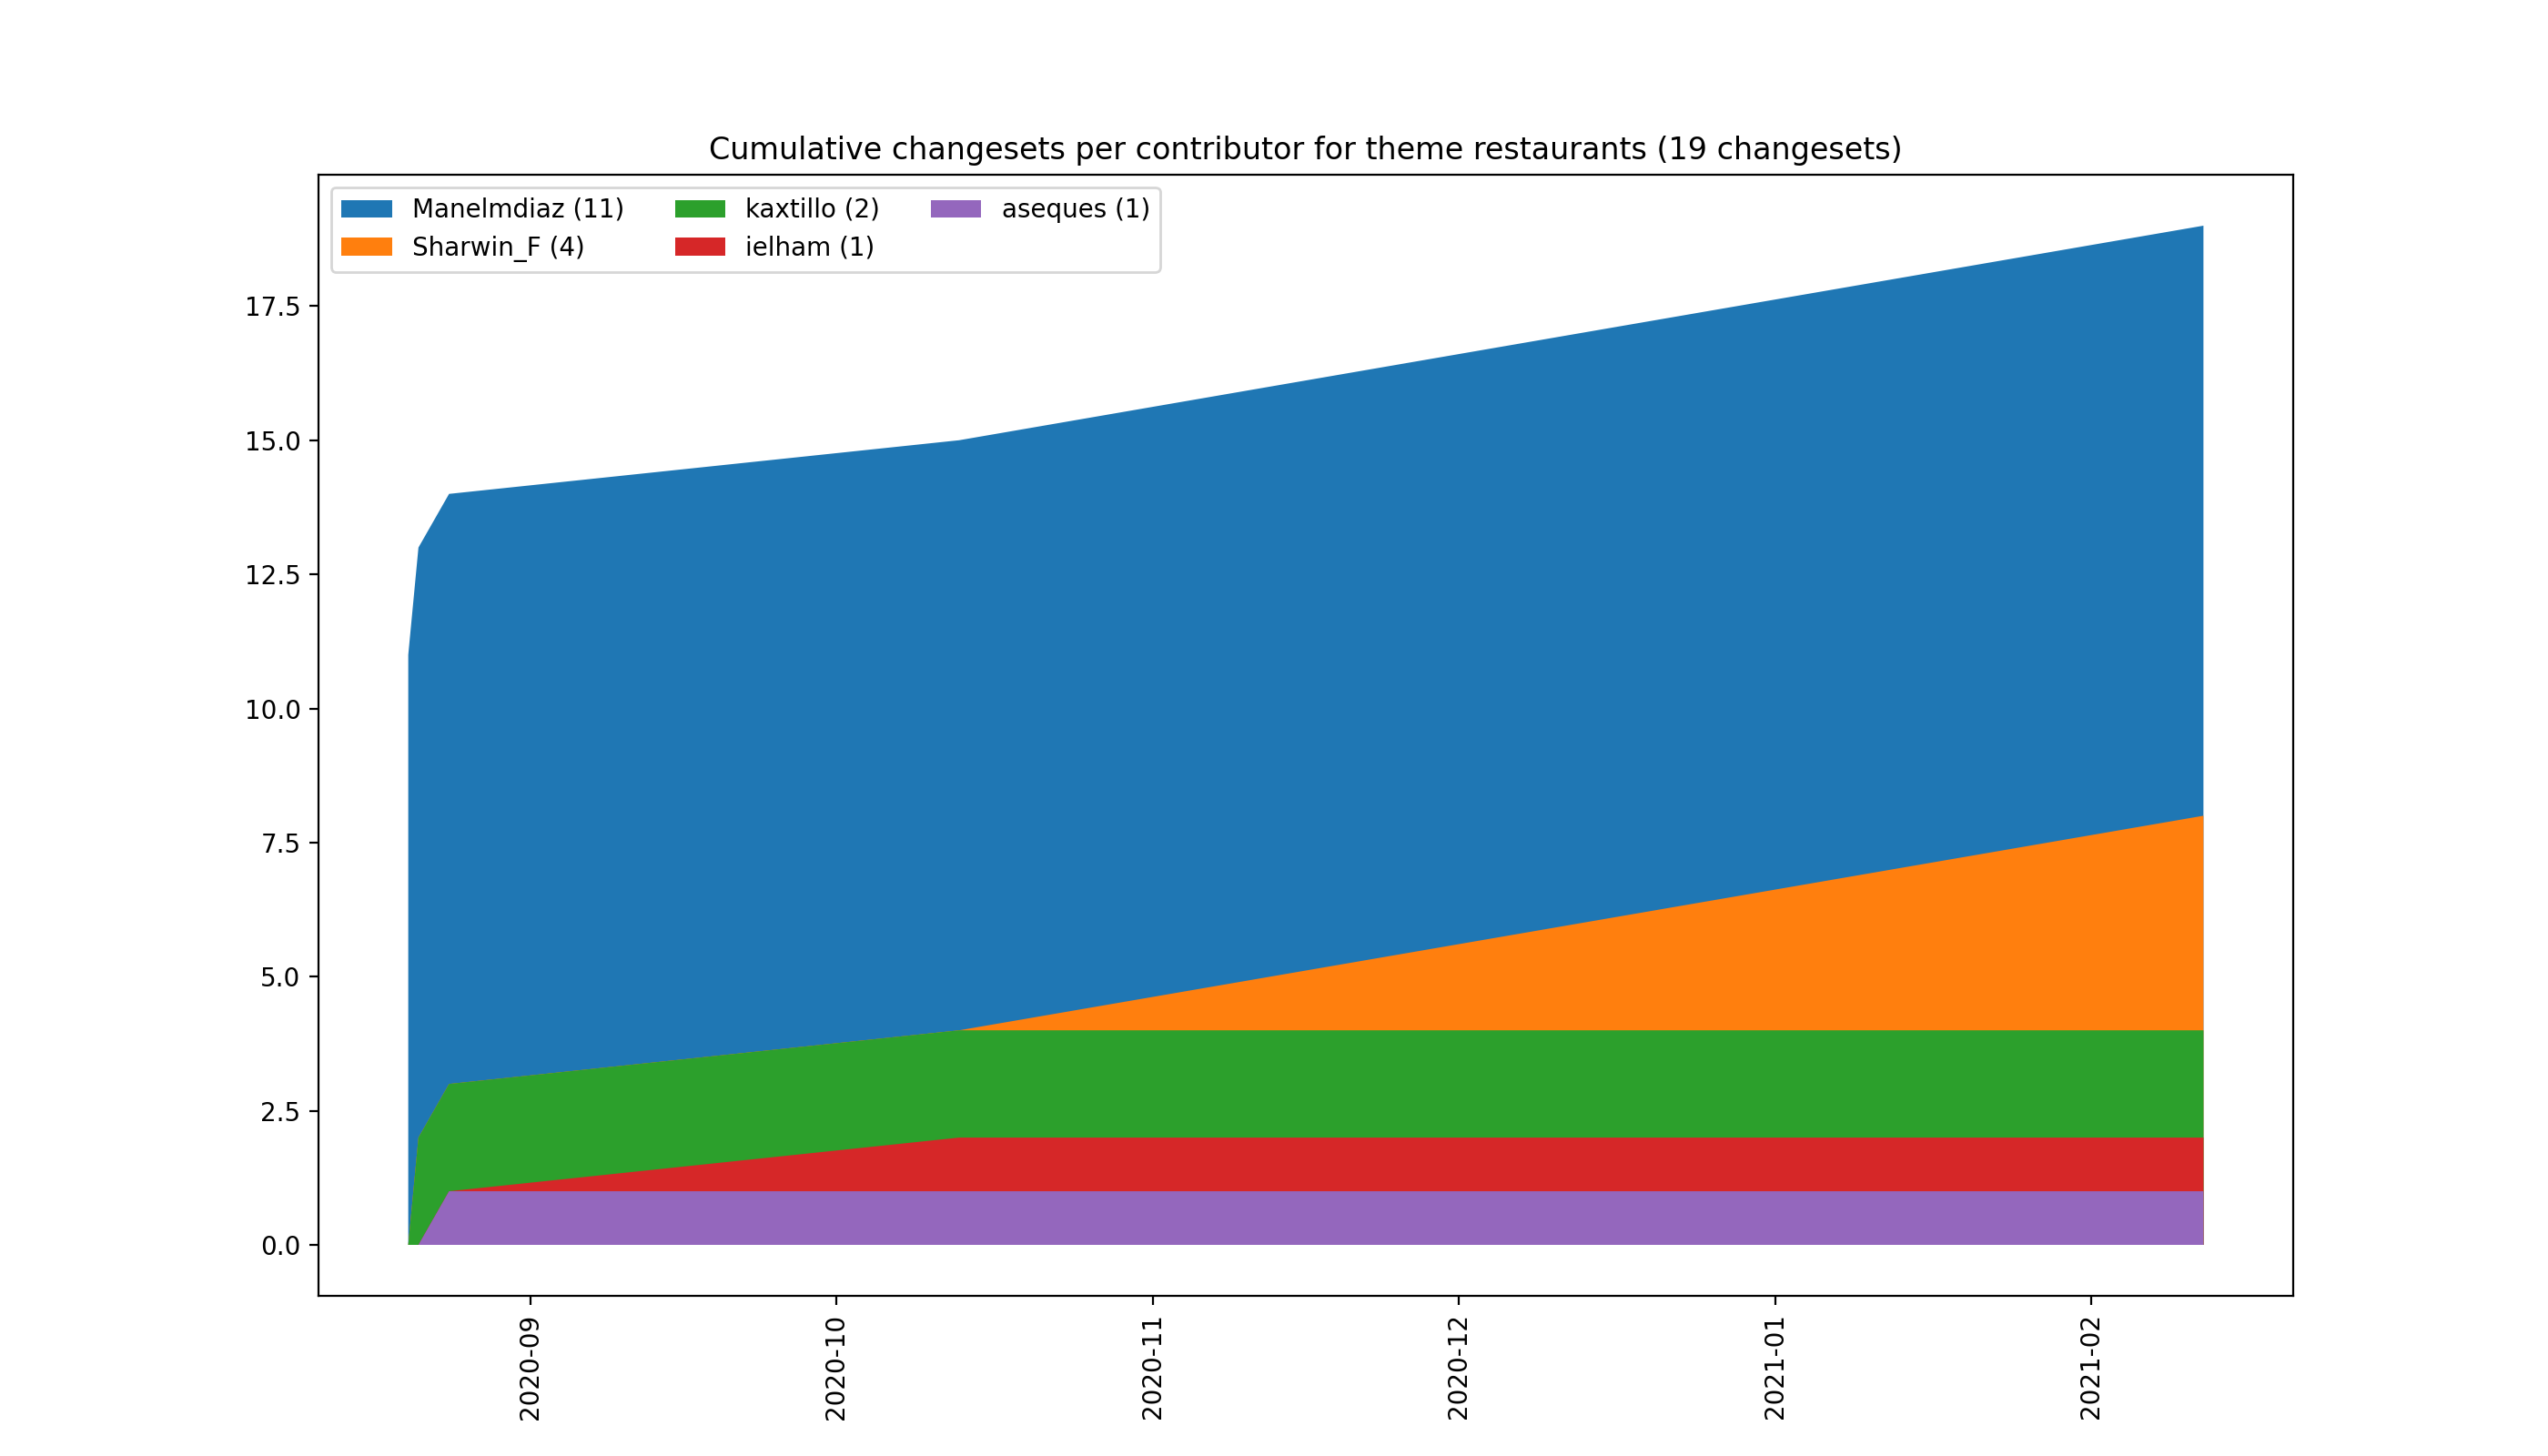 Cumulative changesets per contributor for theme restaurants (19 changesets)
Manelmdiaz (11)
Sharwin_F (4)
kaxtillo (2)
ielham (1)
aseques (1)
17.5
15.0
12.5
10.0
7.5
5.0
2.5
0.0
2020-09
2020-10
2020-11
2020-12
2021-01
2021-02